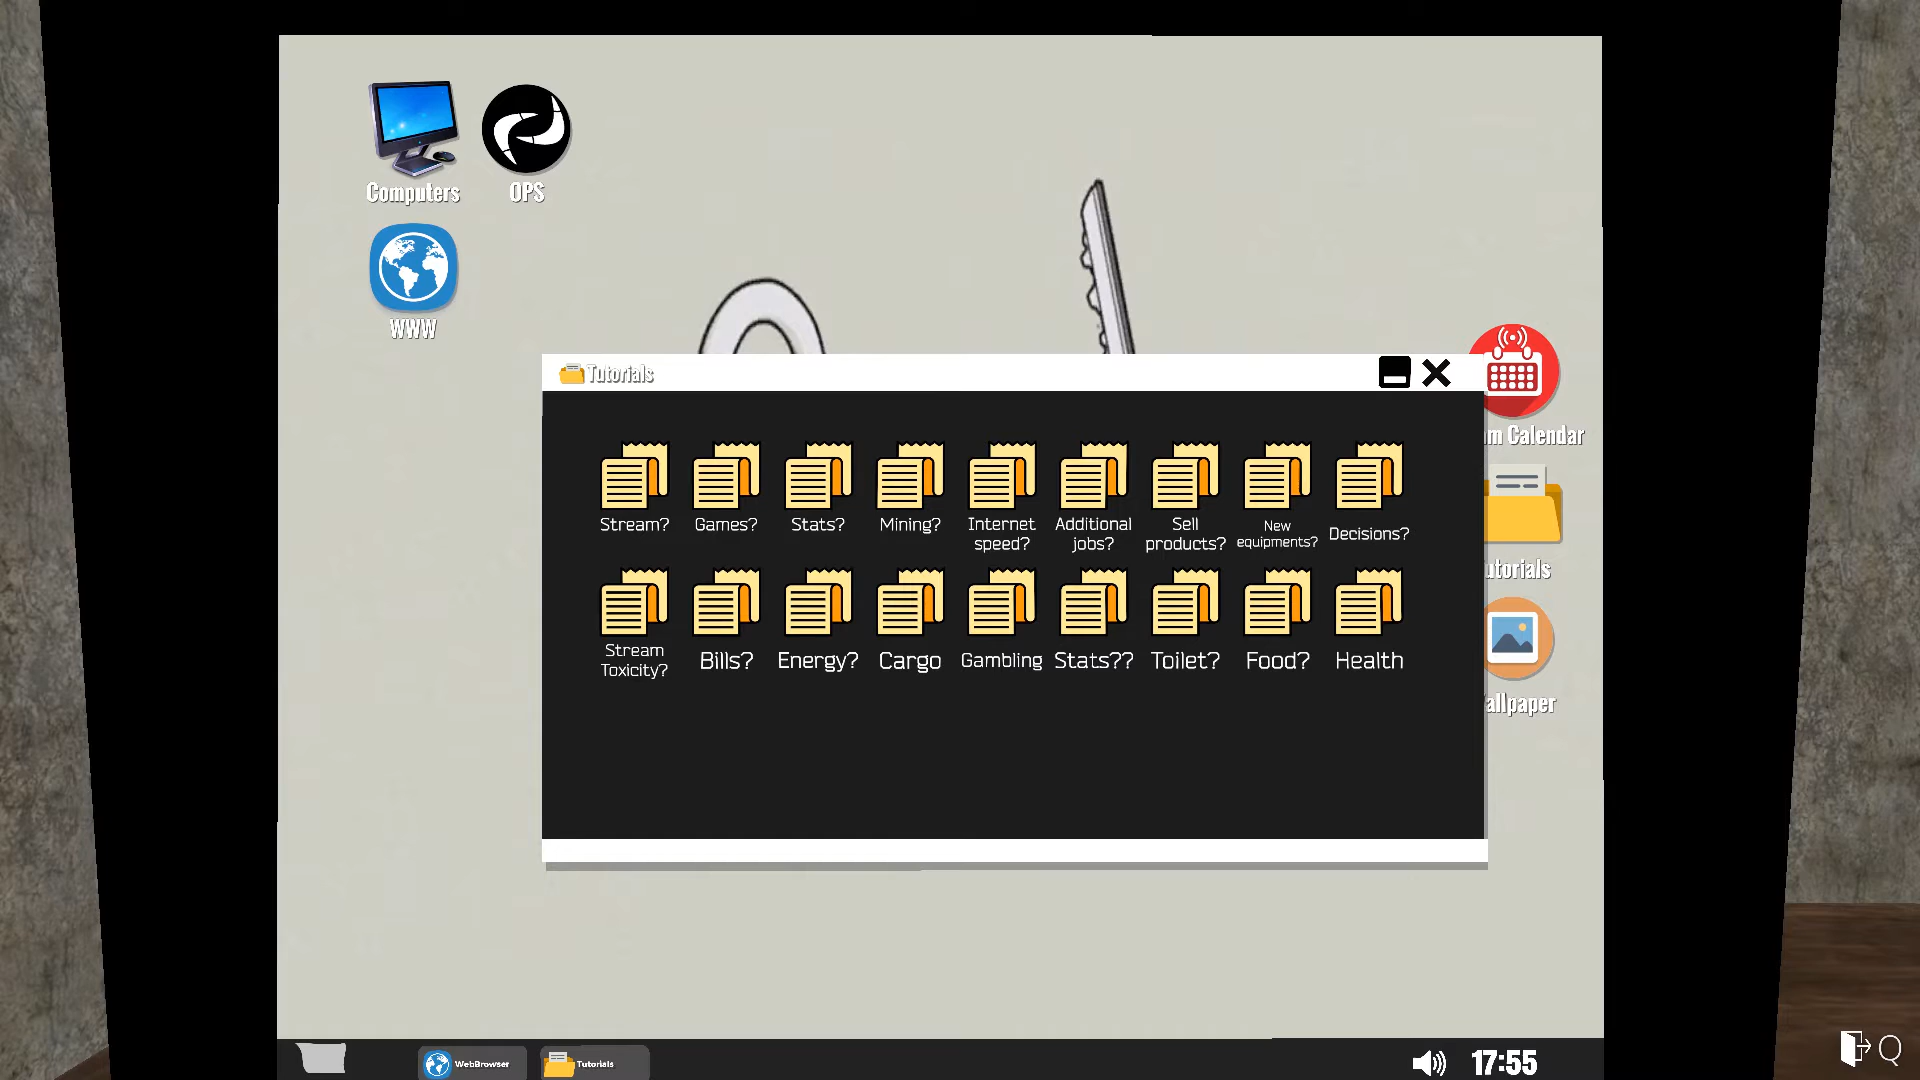 Computers
OPS
WWW
Tutorials
m Calendar
Stream?
Games?
Stats?
Mining?
Internet
speed?
Additional
jobs?
Sell
products?
New
equipments?
Decisions?
utorials
Stream
Toxicity?
Bills?
Energy?
Cargo
Gambling
Stats??
Toilet?
Food?
Health
allpaper
WebBrowser
Tutorials
17:55
Q